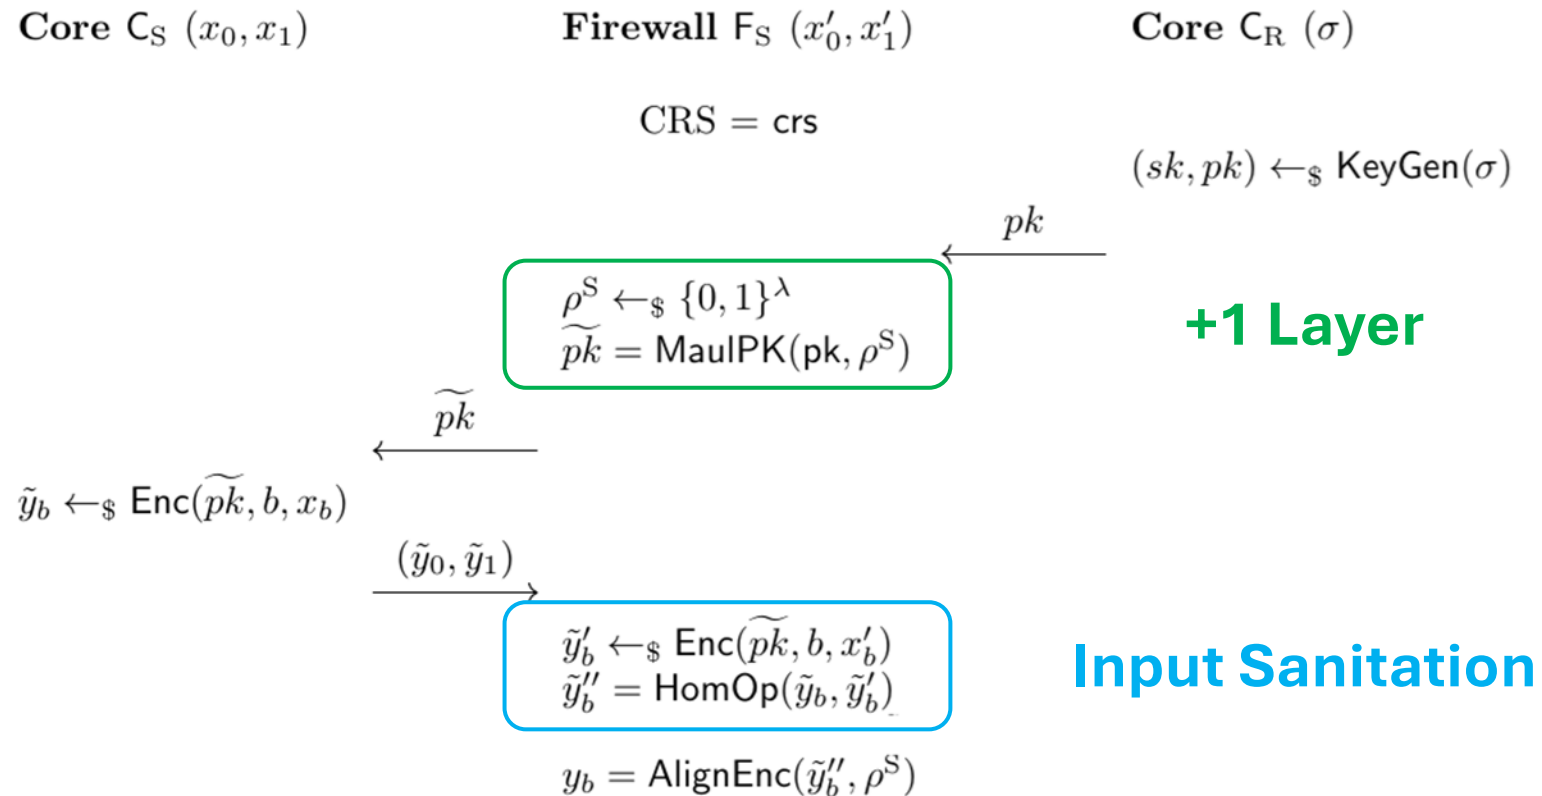 Core C_S (x_0, x_1) Firewall F_S (x'_0, x'_1) Core C_R (σ)
CRS = crs
(sk, pk) ←_$ KeyGen(σ)
pk
ρ^S ←_$ {0, 1}^λ
p̃k̃ = MaulPK(pk, ρ^S)
+1 Layer
p̃k̃
ỹ_b ←_$ Enc(p̃k̃, b, x_b)
(ỹ_0, ỹ_1)
ỹ'_b ←_$ Enc(p̃k̃, b, x'_b)
ỹ''_b = HomOp(ỹ_b, ỹ'_b)
Input Sanitation
y_b = AlignEnc(ỹ''_b, ρ^S)